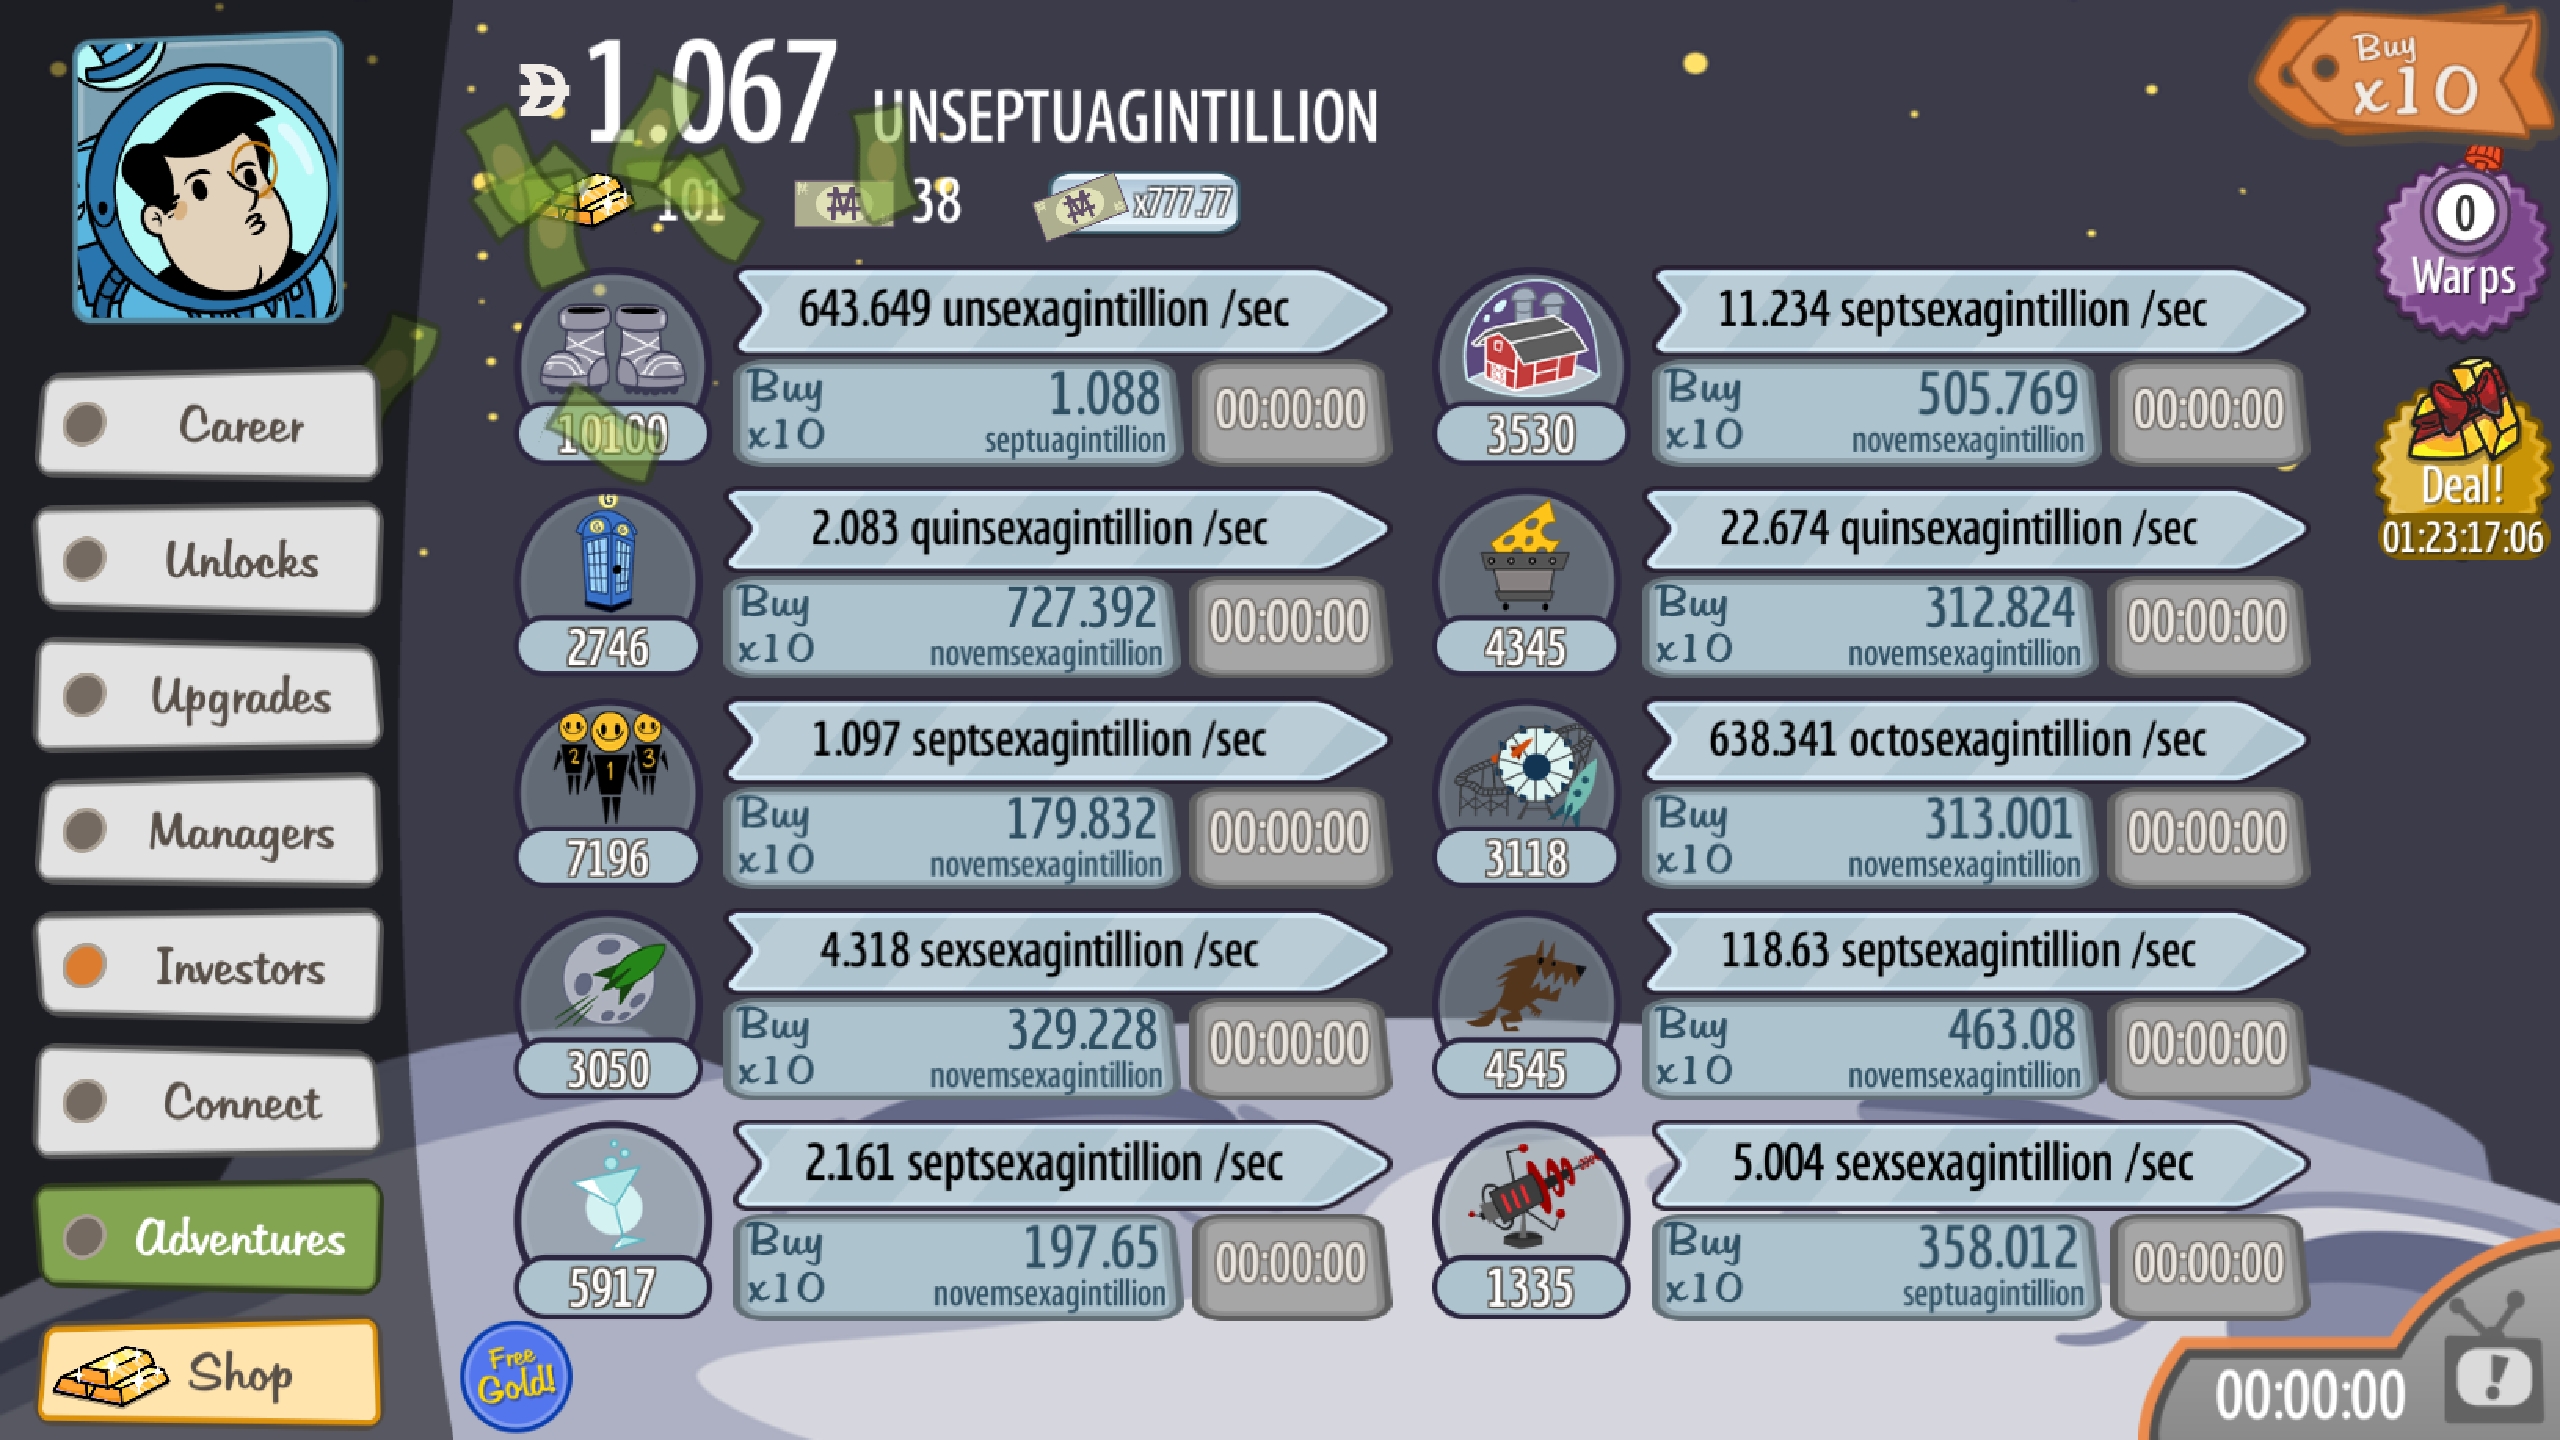 1.067 UNSEPTUAGINTILLION
101
38
x777.77
Buy
x10
0
Warps
Deal!
01:23:17:06
Career
Unlocks
Upgrades
Managers
Investors
Connect
Adventures
Shop
643.649 unsexagintillion /sec
Buy
x10
1.088
septuagintillion
00:00:00
10100
11.234 septsexagintillion /sec
Buy
x10
505.769
novemsexagintillion
00:00:00
3530
G
G G
2.083 quinsexagintillion /sec
Buy
x10
727.392
novemsexagintillion
00:00:00
2746
22.674 quinsexagintillion /sec
Buy
x10
312.824
novemsexagintillion
00:00:00
4345
2 1 3
1.097 septsexagintillion /sec
Buy
x10
179.832
novemsexagintillion
00:00:00
7196
638.341 octosexagintillion /sec
Buy
x10
313.001
novemsexagintillion
00:00:00
3118
4.318 sexsexagintillion /sec
Buy
x10
329.228
novemsexagintillion
00:00:00
3050
118.63 septsexagintillion /sec
Buy
x10
463.08
novemsexagintillion
00:00:00
4545
2.161 septsexagintillion /sec
Buy
x10
197.65
novemsexagintillion
00:00:00
5917
5.004 sexsexagintillion /sec
Buy
x10
358.012
septuagintillion
00:00:00
1335
Free
Gold!
00:00:00
!